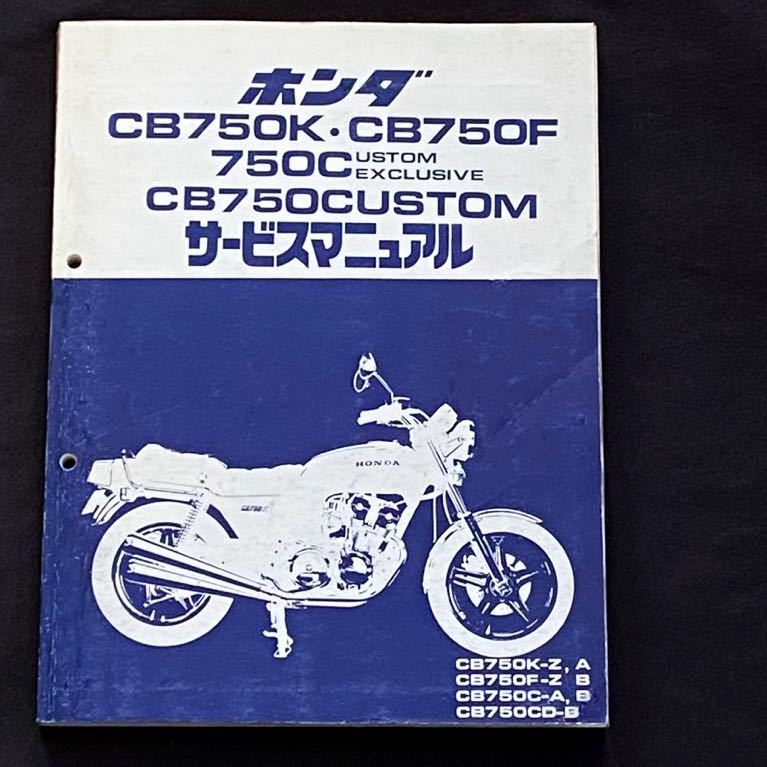 ホンダ
CB750K・CB750F
750CUSTOM
EXCLUSIVE
CB750CUSTOM
サービスマニュアル
HONDA
CB750K-Z, A
CB750F-Z B
CB750C-A, B
CB750CD-B